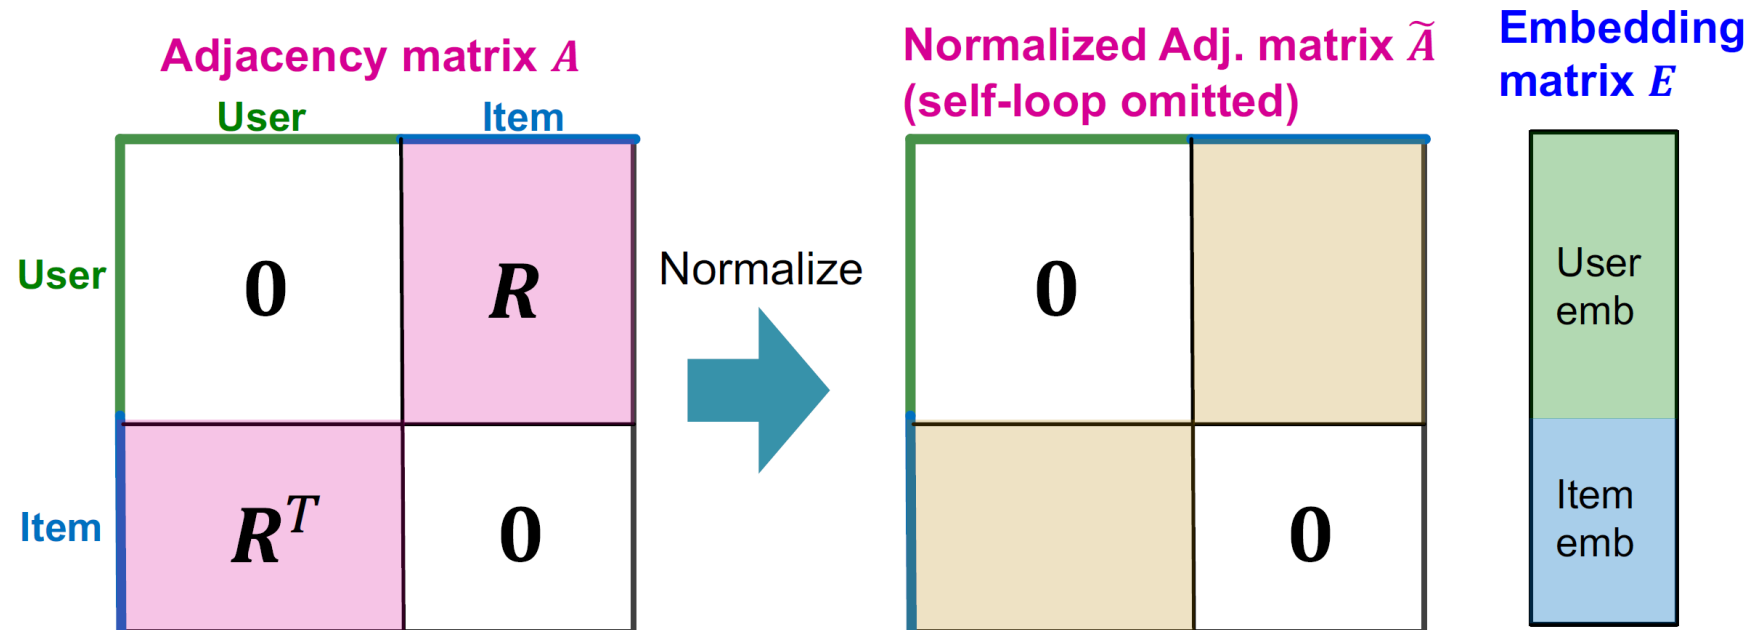 Adjacency matrix A
User Item
User
0 R
Item
R^T 0
Normalize
Normalized Adj. matrix Ã
(self-loop omitted)
0
0
Embedding
matrix E
User
emb
Item
emb